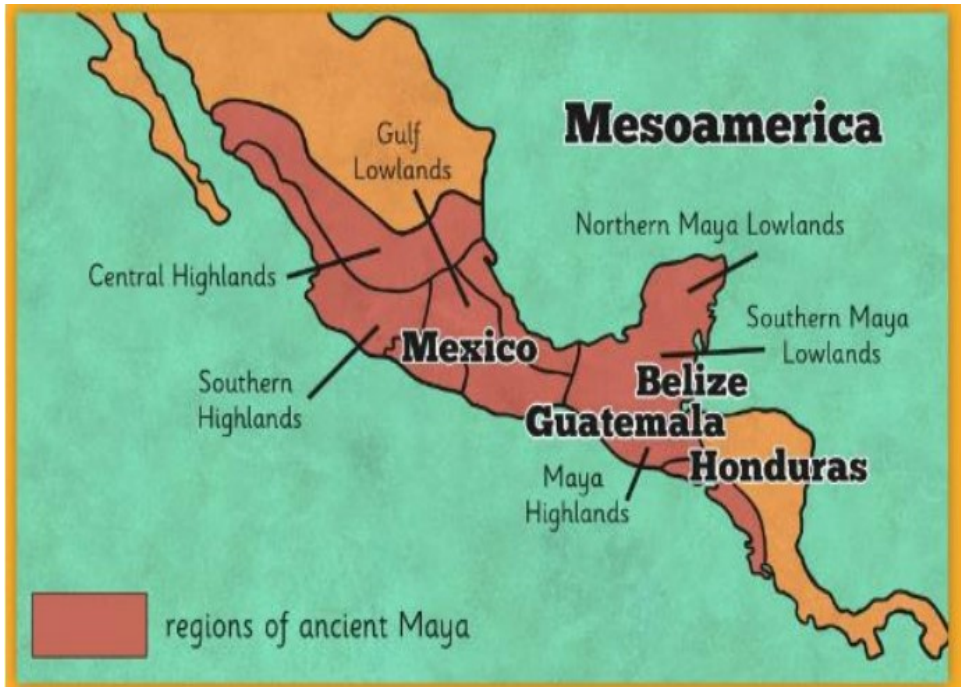 Mesoamerica
Gulf
Lowlands
Northern Maya Lowlands
Central Highlands
Southern Maya
Lowlands
Mexico
Belize
Southern
Highlands
Guatemala
Honduras
Maya
Highlands
regions of ancient Maya